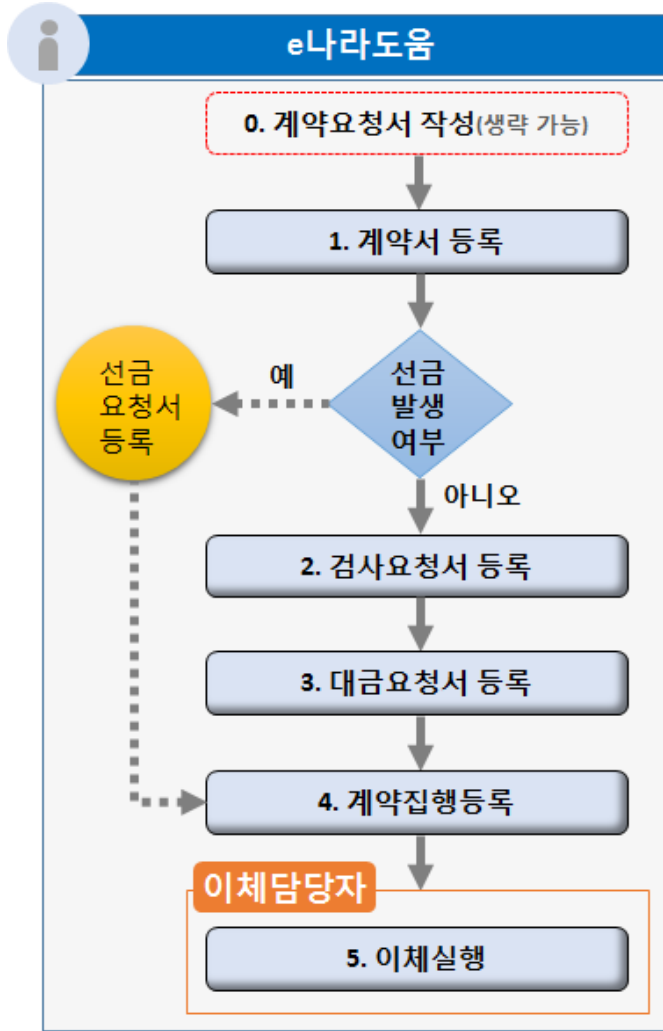 e나라도움
0. 계약요청서 작성(생략 가능)
1. 계약서 등록
선금
발생
여부
예
선금
요청서
등록
아니오
2. 검사요청서 등록
3. 대금요청서 등록
4. 계약집행등록
이체담당자
5. 이체실행